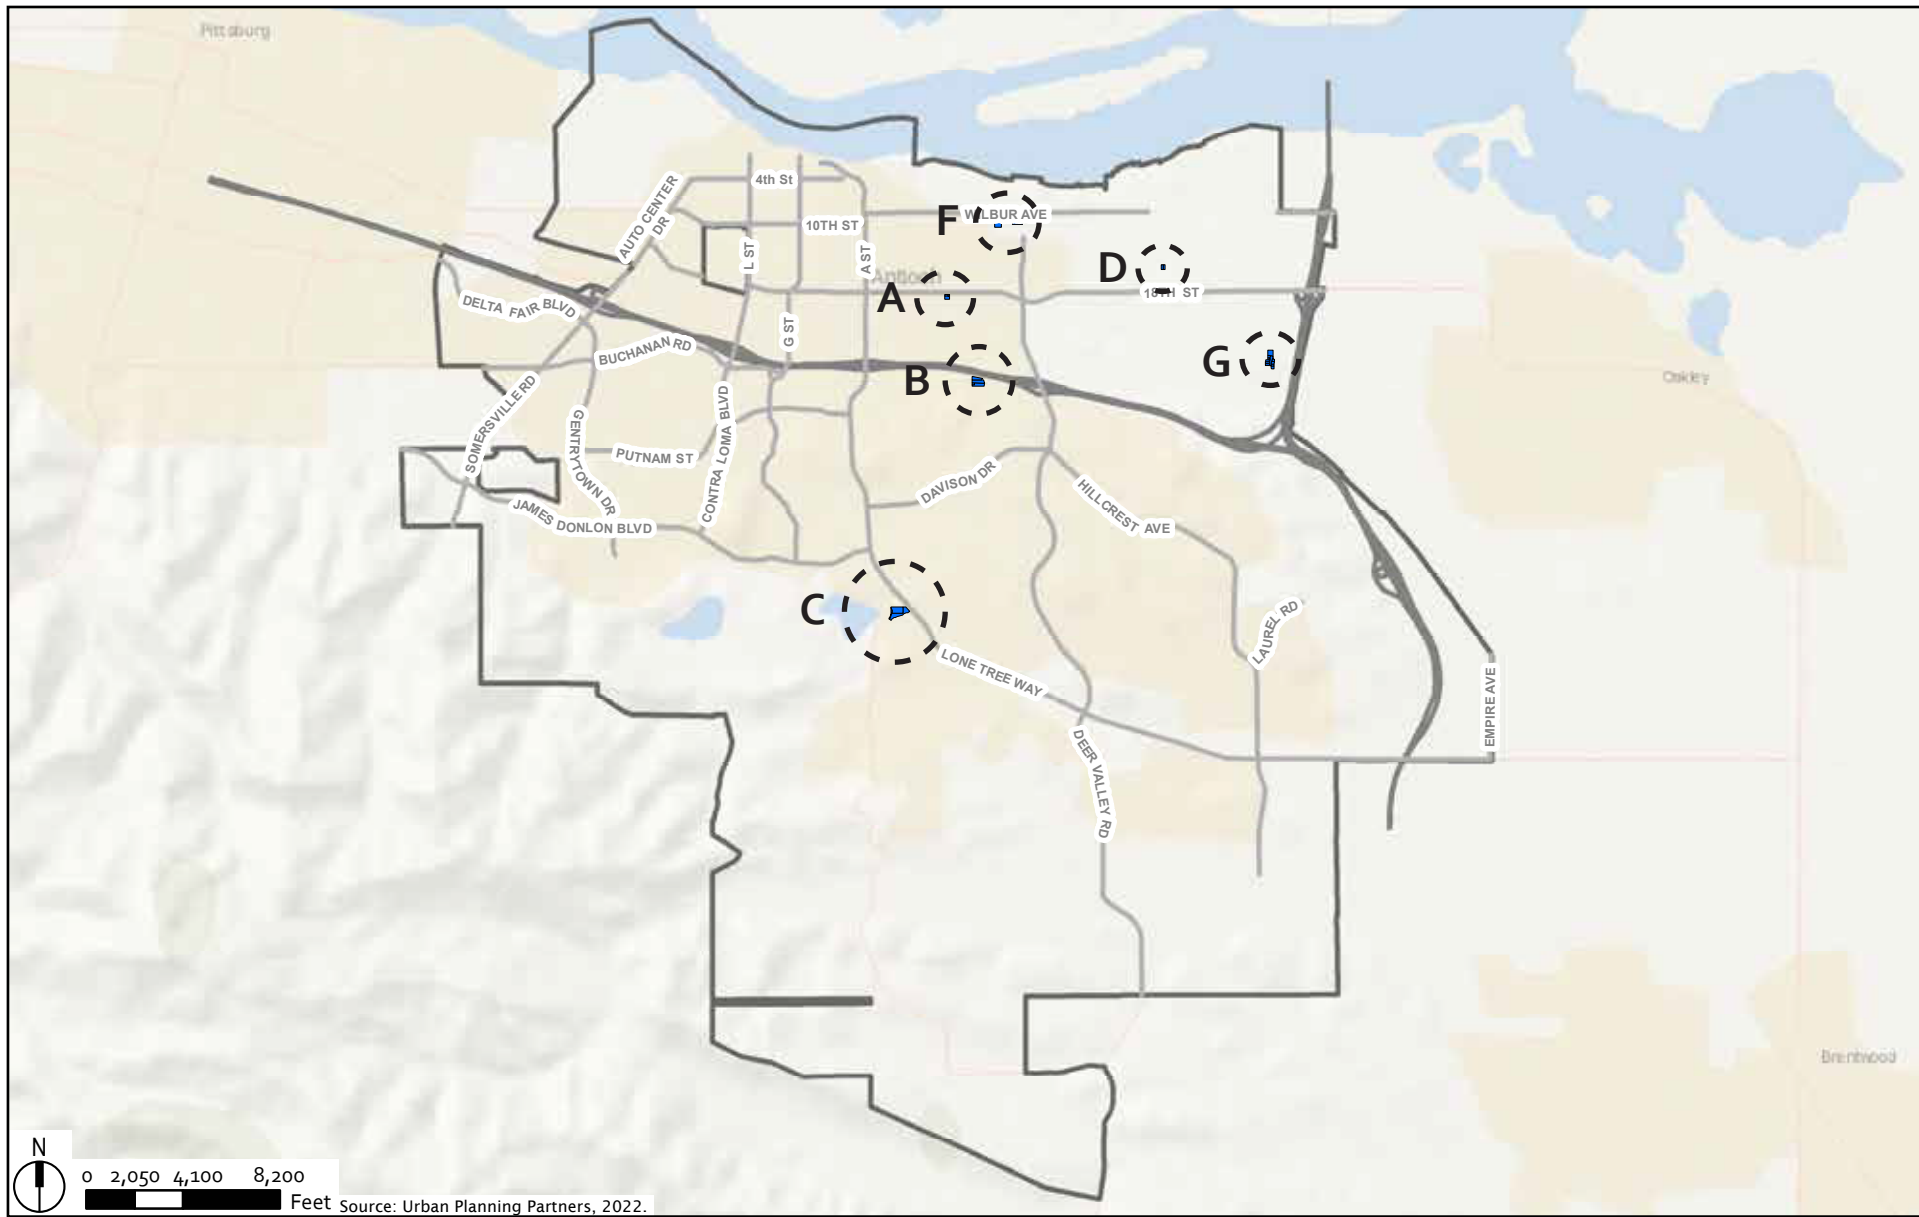 Pittsburg
4th St
AUTO CENTER
DR
10TH ST
F
WILBUR AVE
L ST
A ST
Antioch
D
A
18TH ST
DELTA FAIR BLVD
G ST
BUCHANAN RD
G
B
Oakley
SOMERSVILLE RD
GENTRYTOWN DR
CONTRA LOMA BLVD
PUTNAM ST
DAVISON DR
HILLCREST AVE
JAMES DONLON BLVD
C
LAUREL RD
LONE TREE WAY
EMPIRE AVE
DEER VALLEY RD
Brentwood
N
0 2,050 4,100 8,200
Feet
Source: Urban Planning Partners, 2022.